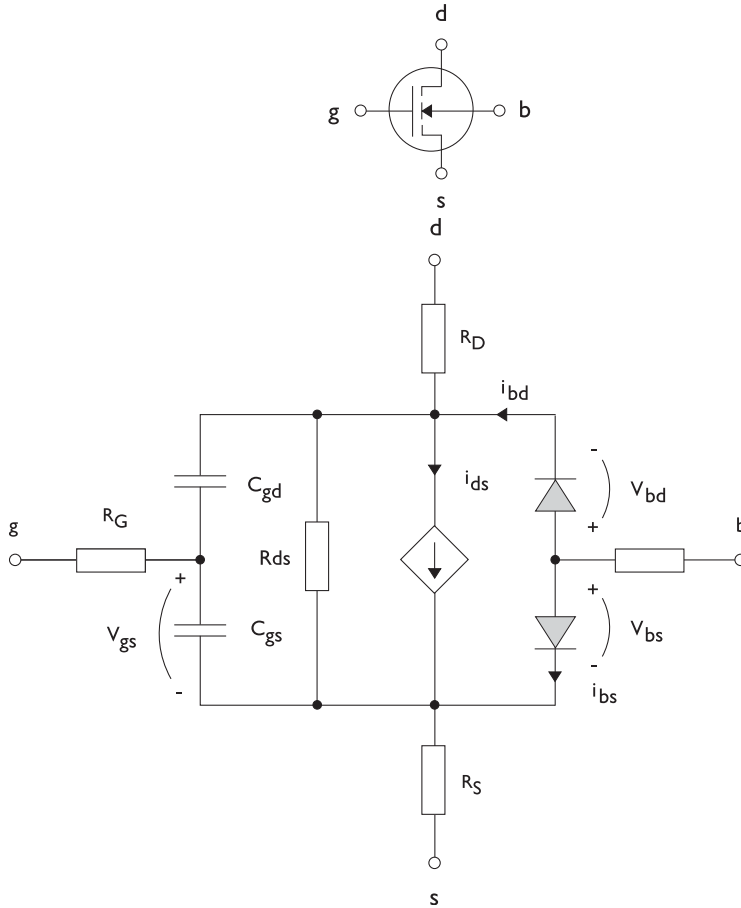 d
g
b
s
d
R_D
i_bd
-
C_gd
i_ds
V_bd
R_G
g
b
+
Rds
+
+
C_gs
V_gs
V_bs
-
-
i_bs
R_S
s